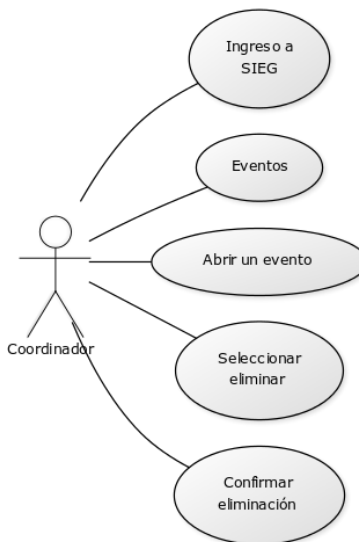 Ingreso a
SIEG
Eventos
Abrir un evento
Coordinador
Seleccionar
eliminar
Confirmar
eliminación